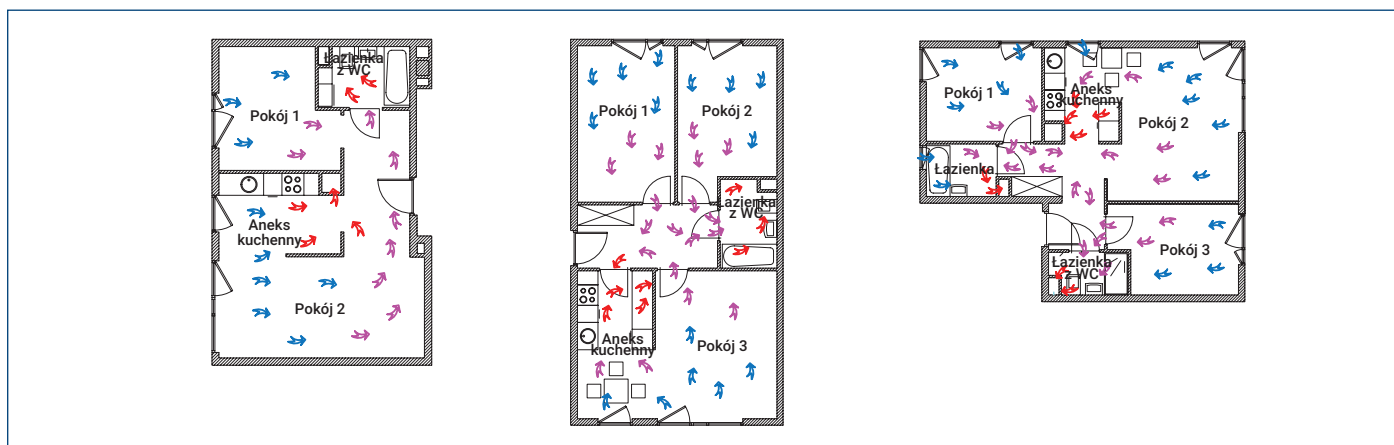 Łazienka
z WC
Pokój 1
Aneks
kuchenny
Pokój 2
Pokój 1
Pokój 2
Łazienka
z WC
Aneks
kuchenny
Pokój 3
Pokój 1
Aneks
kuchenny
Pokój 2
Łazienka
Pokój 3
Łazienka
z WC